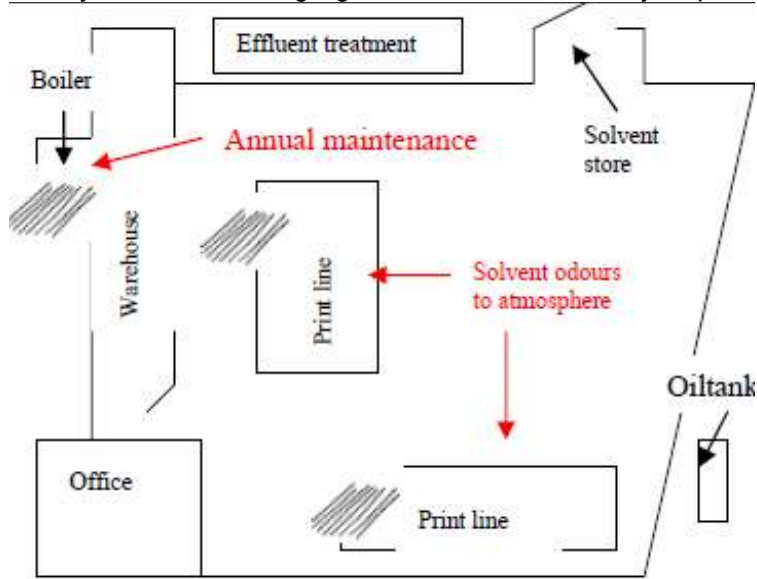 Effluent treatment
Boiler
Annual maintenance
Solvent
store
Warehouse
Print line
Solvent odours
to atmosphere
Oiltank
Office
Print line